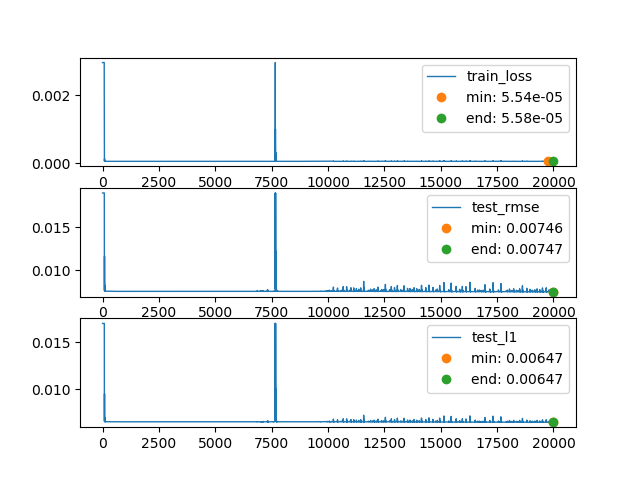 train_loss
min: 5.54e-05
end: 5.58e-05
0.002
0.000
0 2500 5000 7500 10000 12500 15000 17500 20000
test_rmse
min: 0.00746
end: 0.00747
0.015
0.010
0 2500 5000 7500 10000 12500 15000 17500 20000
test_l1
min: 0.00647
end: 0.00647
0.015
0.010
0 2500 5000 7500 10000 12500 15000 17500 20000